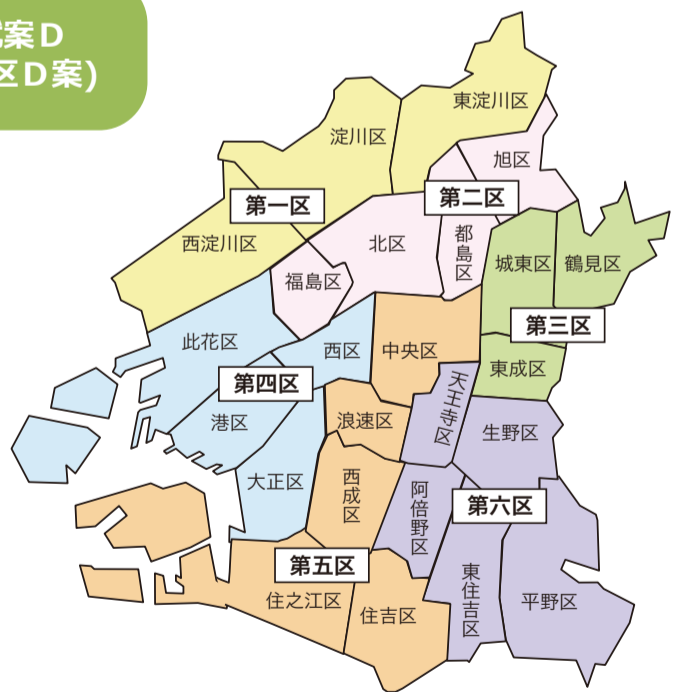 案D
区D案)
東淀川区
淀川区
旭区
第一区
第二区
西淀川区
北区
都島区
城東区
鶴見区
福島区
第三区
此花区
西区
中央区
東成区
第四区
天王寺区
港区
浪速区
生野区
大正区
西成区
阿倍野区
第六区
第五区
住之江区
住吉区
東住吉区
平野区